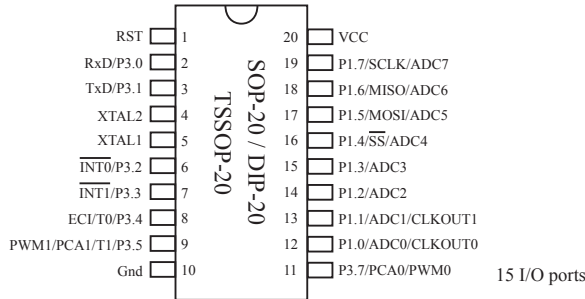 RST 1 20 VCC
RxD/P3.0 2 19 P1.7/SCLK/ADC7
TxD/P3.1 3 18 P1.6/MISO/ADC6
XTAL2 4 17 P1.5/MOSI/ADC5
XTAL1 5 16 P1.4/SS/ADC4
INT0/P3.2 6 15 P1.3/ADC3
INT1/P3.3 7 14 P1.2/ADC2
ECI/T0/P3.4 8 13 P1.1/ADC1/CLKOUT1
PWM1/PCA1/T1/P3.5 9 12 P1.0/ADC0/CLKOUT0
Gnd 10 11 P3.7/PCA0/PWM0
SOP-20 / DIP-20
TSSOP-20
15 I/O ports